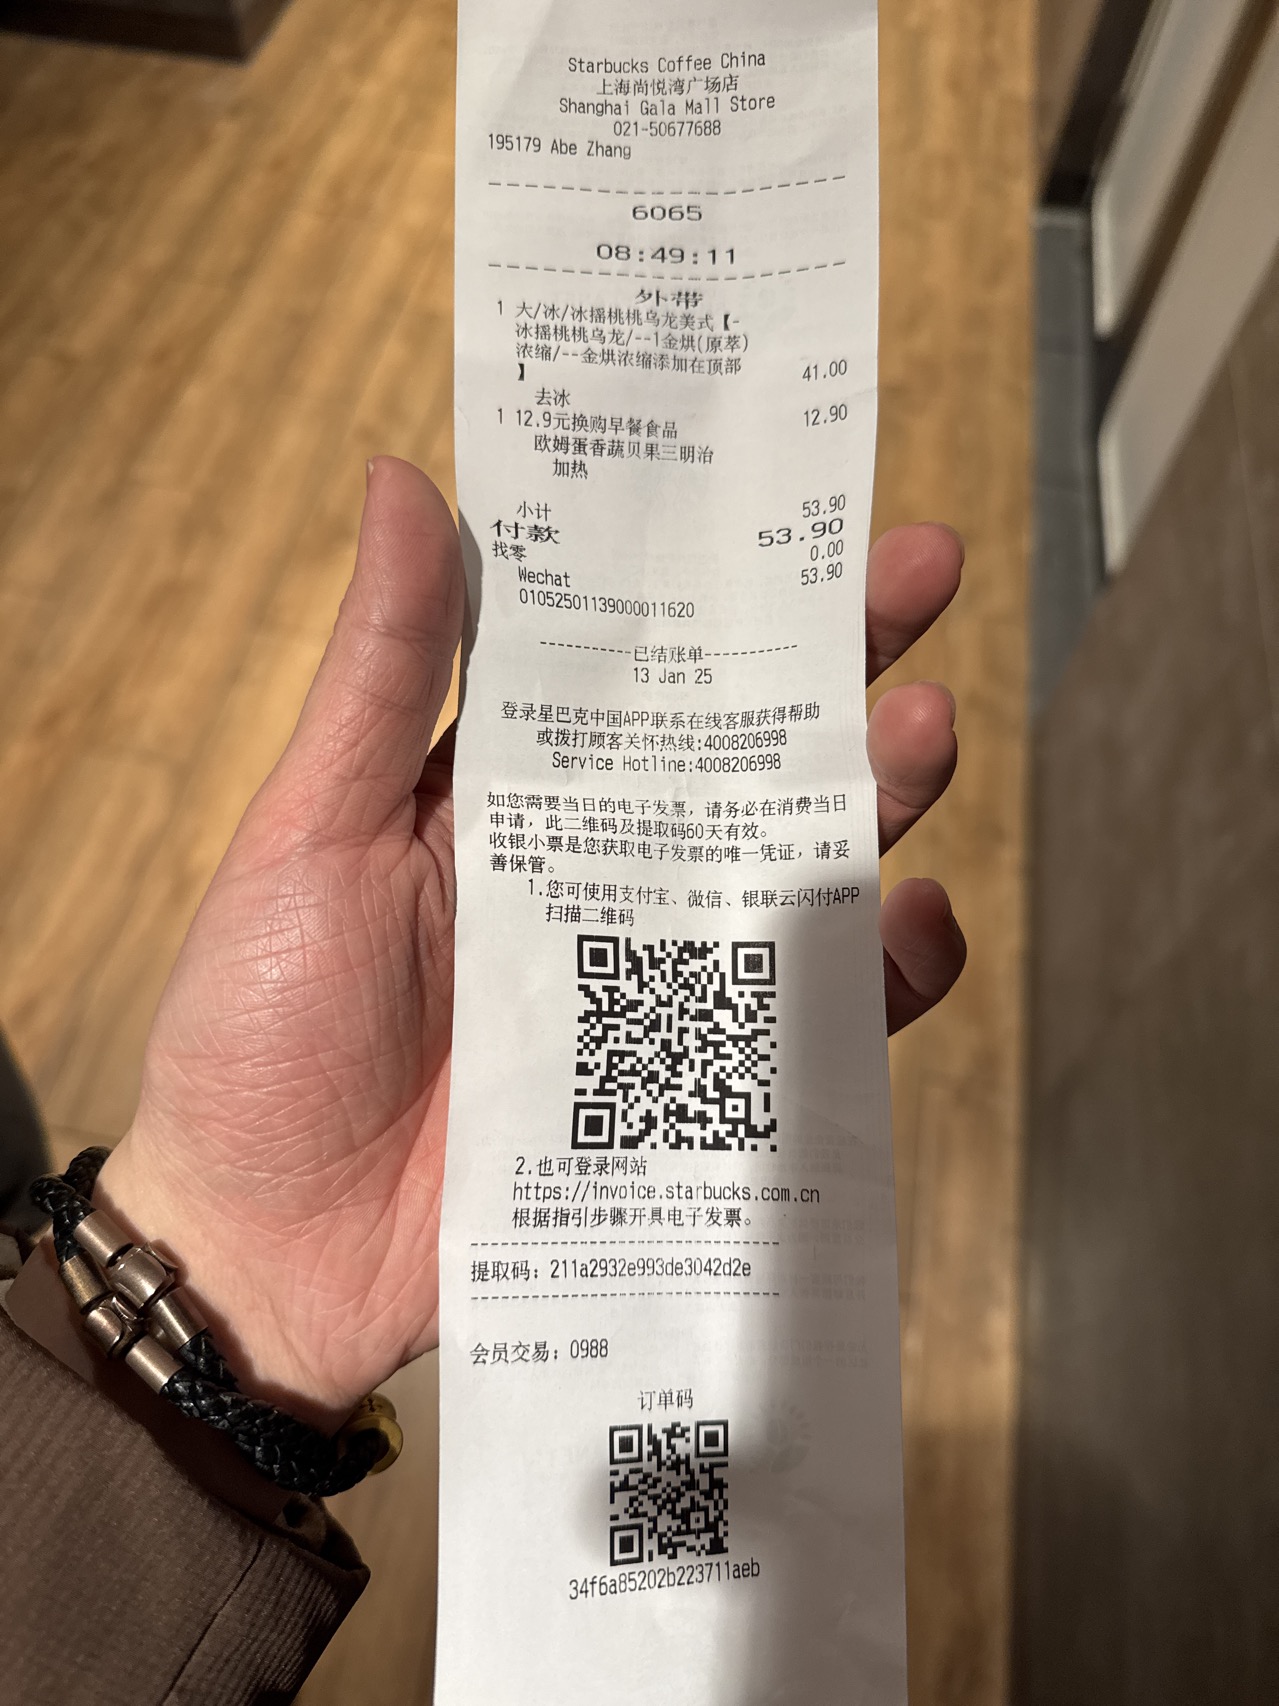 Starbucks Coffee China
上海尚悦湾广场店
Shanghai Gala Mall Store
021-50677688
195179 Abe Zhang
6065
08:49:11
外带
1 大/冰/冰摇桃桃乌龙美式【-
冰摇桃桃乌龙/--1金烘(原萃)
浓缩/--金烘浓缩添加在顶部
】 41.00
去冰
1 12.9元换购早餐食品 12.90
欧姆蛋香蔬贝果三明治
加热
小计 53.90
付款 53.90
找零 0.00
Wechat 53.90
01052501139000011620
-----------已结账单-----------
13 Jan 25
登录星巴克中国APP联系在线客服获得帮助
或拨打顾客关怀热线:4008206998
Service Hotline:4008206998
如您需要当日的电子发票，请务必在消费当日
申请，此二维码及提取码60天有效。
收银小票是您获取电子发票的唯一凭证，请妥
善保管。
1.您可使用支付宝、微信、银联云闪付APP
扫描二维码
2.也可登录网站
https://invoice.starbucks.com.cn
根据指引步骤开具电子发票。
提取码：211a2932e993de3042d2e
会员交易：0988
订单码
34f6a85202b223711aeb